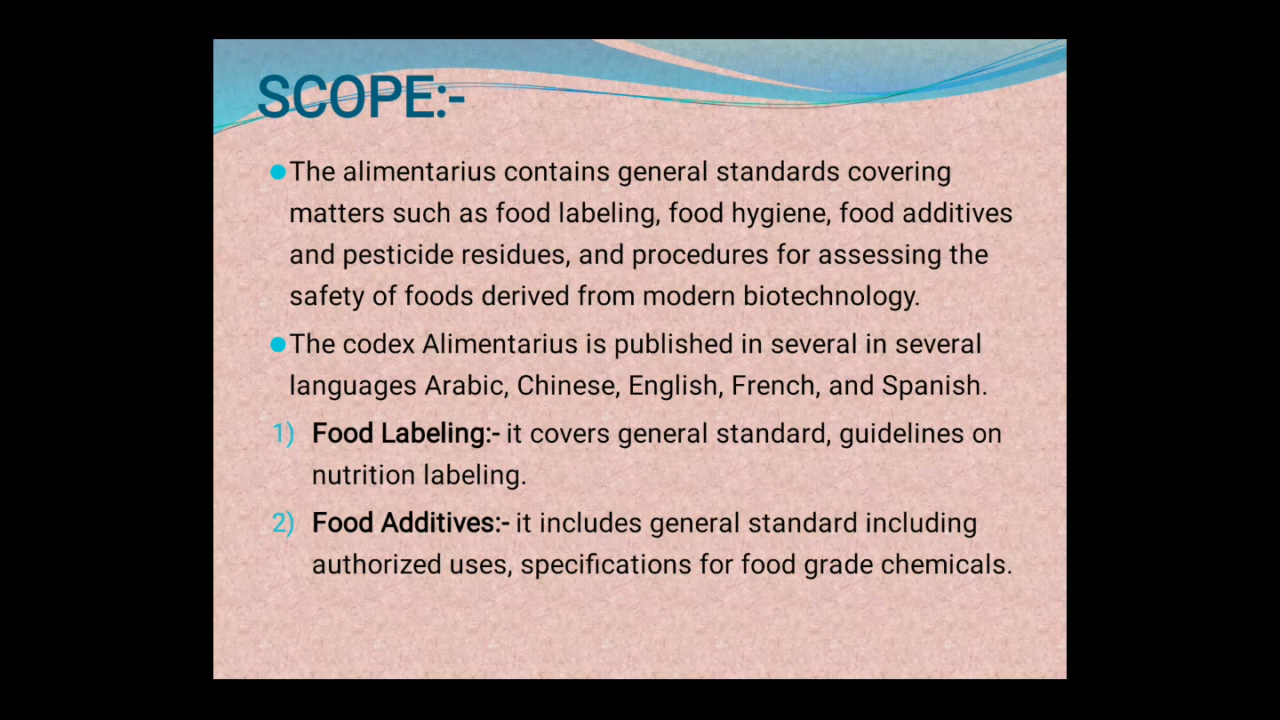 SCOPE:-
The alimentarius contains general standards covering
matters such as food labeling, food hygiene, food additives
and pesticide residues, and procedures for assessing the
safety of foods derived from modern biotechnology.
The codex Alimentarius is published in several in several
languages Arabic, Chinese, English, French, and Spanish.
1) Food Labeling:- it covers general standard, guidelines on
nutrition labeling.
2) Food Additives:- it includes general standard including
authorized uses, specifications for food grade chemicals.